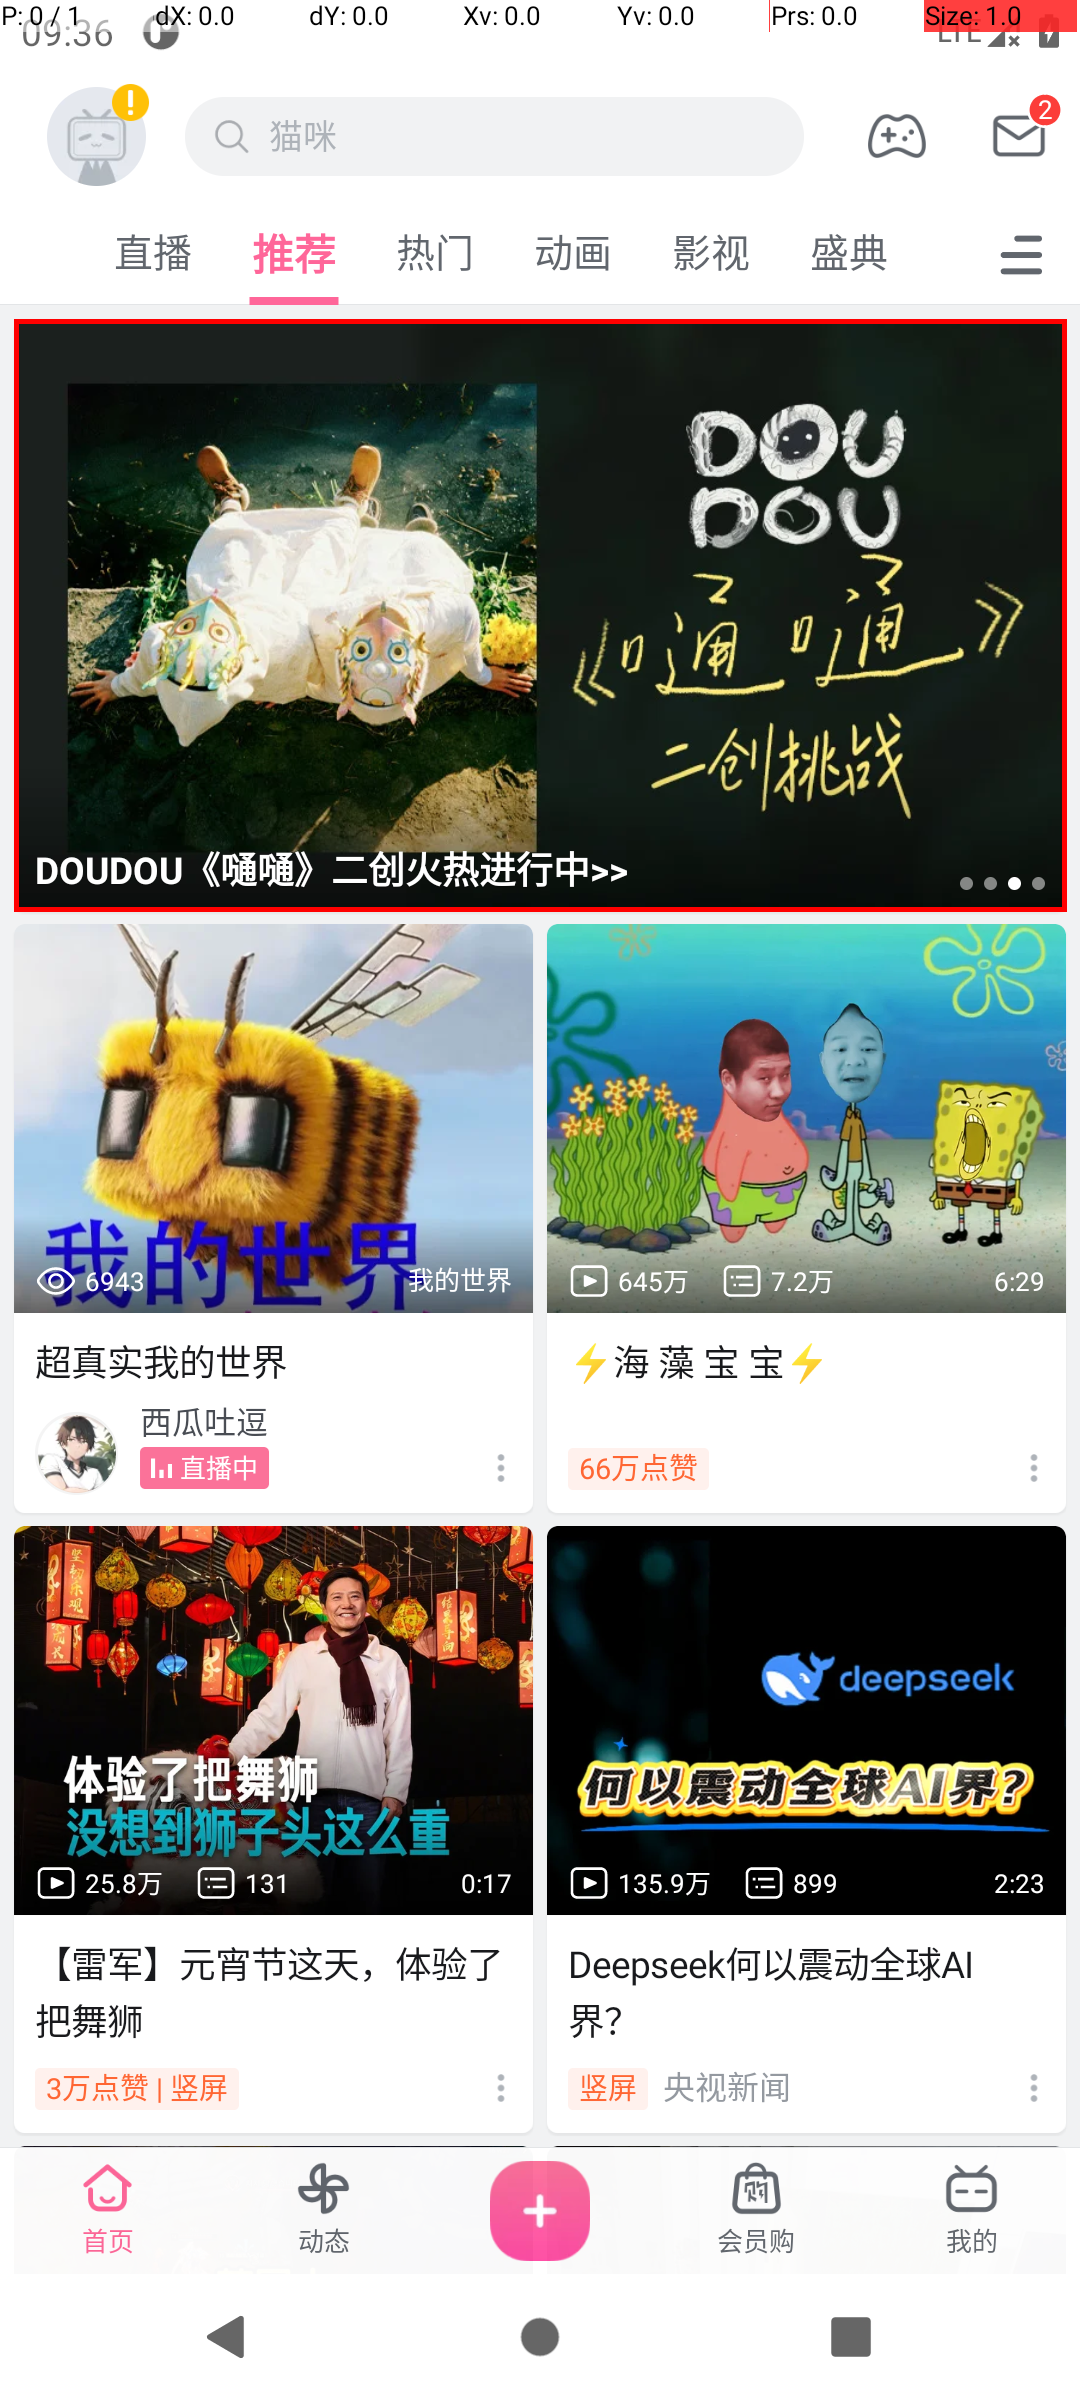 P: 0 / 1 dX: 0.0 dY: 0.0 Xv: 0.0 Yv: 0.0 Prs: 0.0 Size: 1.0
09:36 LTE
猫咪
2
直播 推荐 热门 动画 影视 盛典
DOU
DOU
《嗵嗵》
二创挑战
DOUDOU《嗵嗵》二创火热进行中>>
我的世界
6943 我的世界
645万 7.2万 6:29
超真实我的世界
西瓜吐逗
直播中
⚡海 藻 宝 宝⚡
66万点赞
体验了把舞狮
没想到狮子头这么重
25.8万 131 0:17
deepseek
何以震动全球AI界?
135.9万 899 2:23
【雷军】元宵节这天，体验了
把舞狮
3万点赞 | 竖屏
Deepseek何以震动全球AI
界？
竖屏 央视新闻
首页 动态 会员购 我的